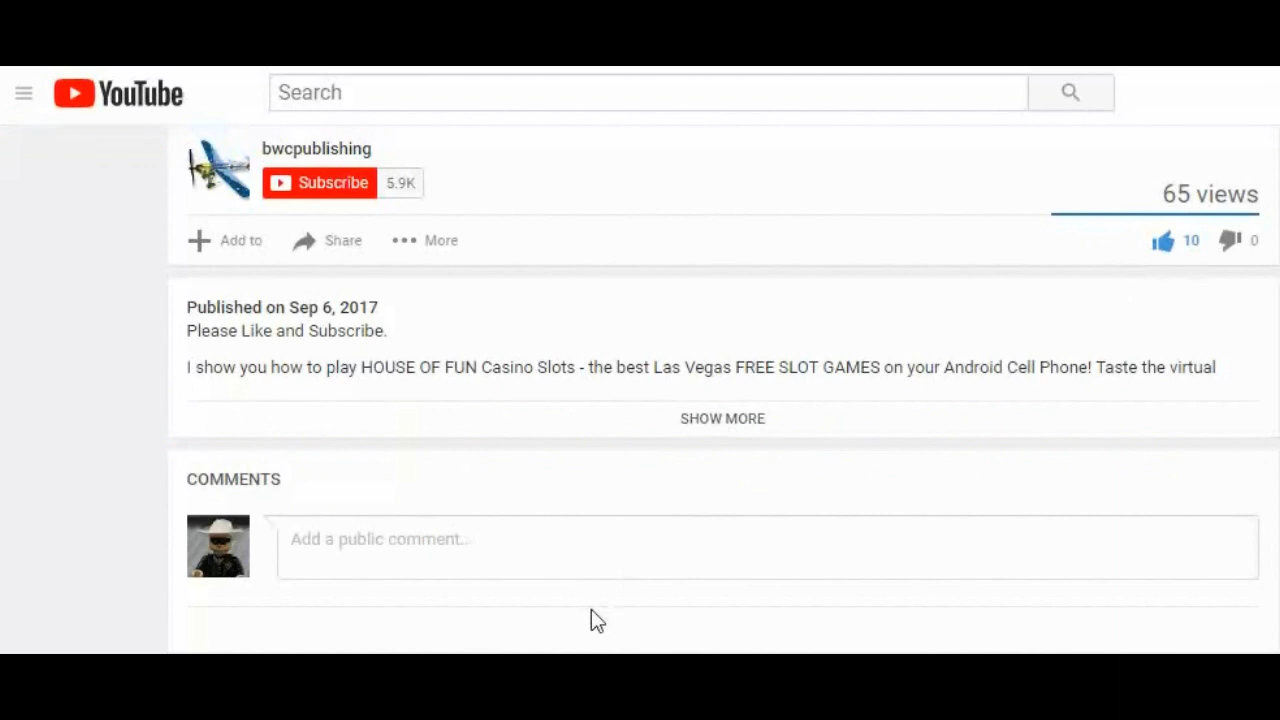 YouTube
Search
bwcpublishing
Subscribe 5.9K
65 views
Add to Share More
10 0
Published on Sep 6, 2017
Please Like and Subscribe.
I show you how to play HOUSE OF FUN Casino Slots - the best Las Vegas FREE SLOT GAMES on your Android Cell Phone! Taste the virtual
SHOW MORE
COMMENTS
Add a public comment...